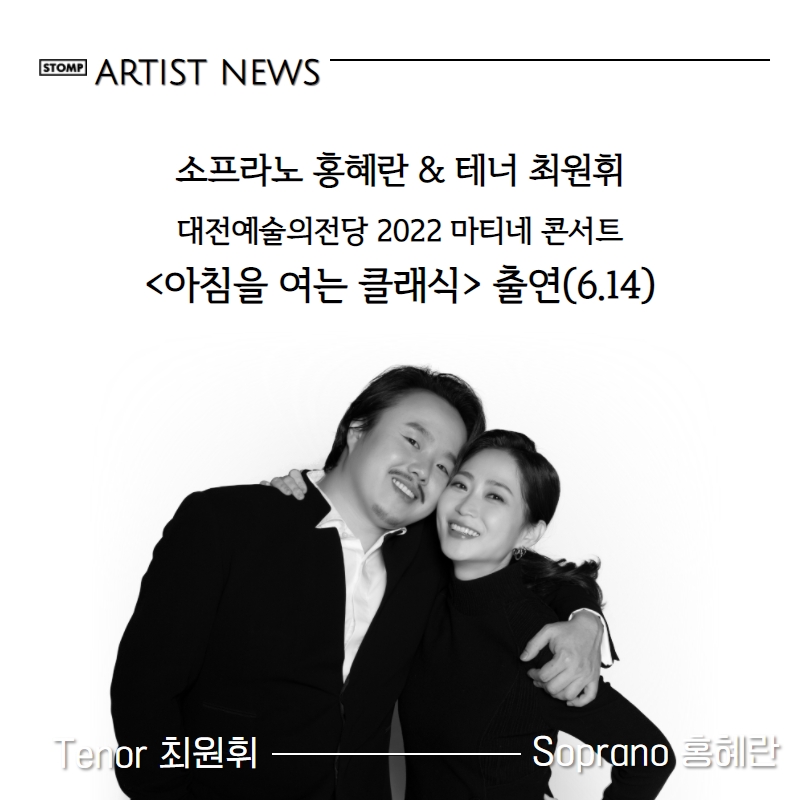 STOMP ARTIST NEWS
소프라노 홍혜란 & 테너 최원휘
대전예술의전당 2022 마티네 콘서트
<아침을 여는 클래식> 출연(6.14)
Tenor 최원휘
Soprano 홍혜란